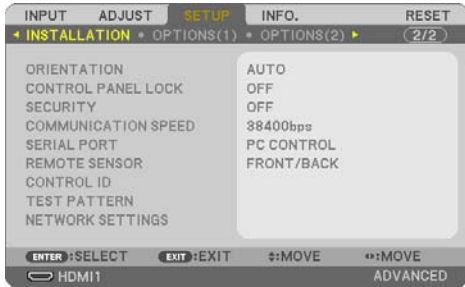 INPUT ADJUST SETUP INFO. RESET
INSTALLATION • OPTIONS(1) • OPTIONS(2) 2/2
ORIENTATION AUTO
CONTROL PANEL LOCK OFF
SECURITY OFF
COMMUNICATION SPEED 38400bps
SERIAL PORT PC CONTROL
REMOTE SENSOR FRONT/BACK
CONTROL ID
TEST PATTERN
NETWORK SETTINGS
ENTER :SELECT EXIT :EXIT :MOVE :MOVE
HDMI1 ADVANCED